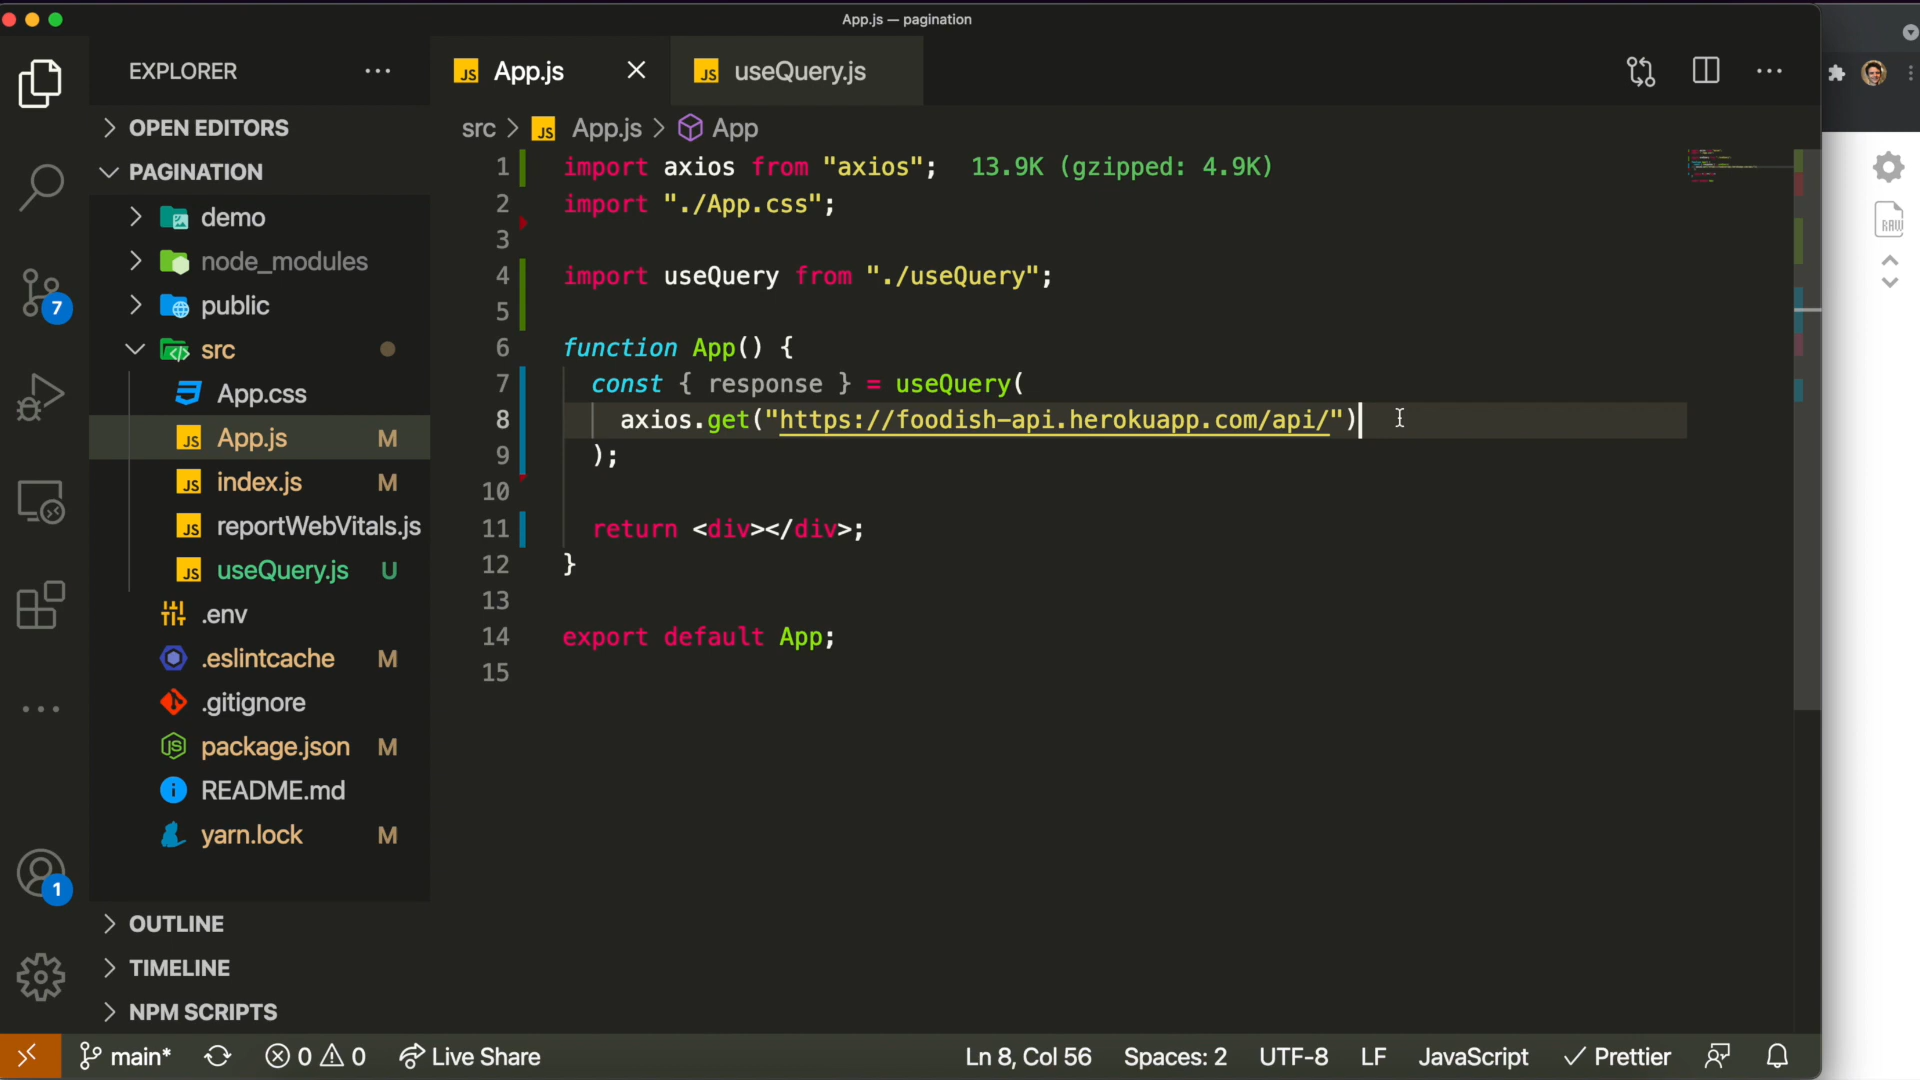 App.js — pagination
EXPLORER
App.js
useQuery.js
OPEN EDITORS
src > App.js > App
PAGINATION
demo
node_modules
public
src
App.css
App.js M
index.js M
reportWebVitals.js
useQuery.js U
.env
.eslintcache M
.gitignore
package.json M
README.md
yarn.lock M
OUTLINE
TIMELINE
NPM SCRIPTS
7
1
1 import axios from "axios"; 13.9K (gzipped: 4.9K)
2 import "./App.css";
3
4 import useQuery from "./useQuery";
5
6 function App() {
7 const { response } = useQuery(
8 axios.get("https://foodish-api.herokuapp.com/api/")
9 );
10
11 return <div></div>;
12 }
13
14 export default App;
15
RAW
main* 0 0 Live Share Ln 8, Col 56 Spaces: 2 UTF-8 LF JavaScript Prettier